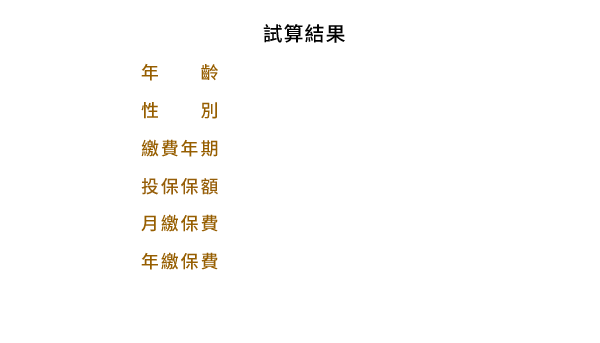 試算結果
年　　齡
性　　別
繳費年期
投保保額
月繳保費
年繳保費